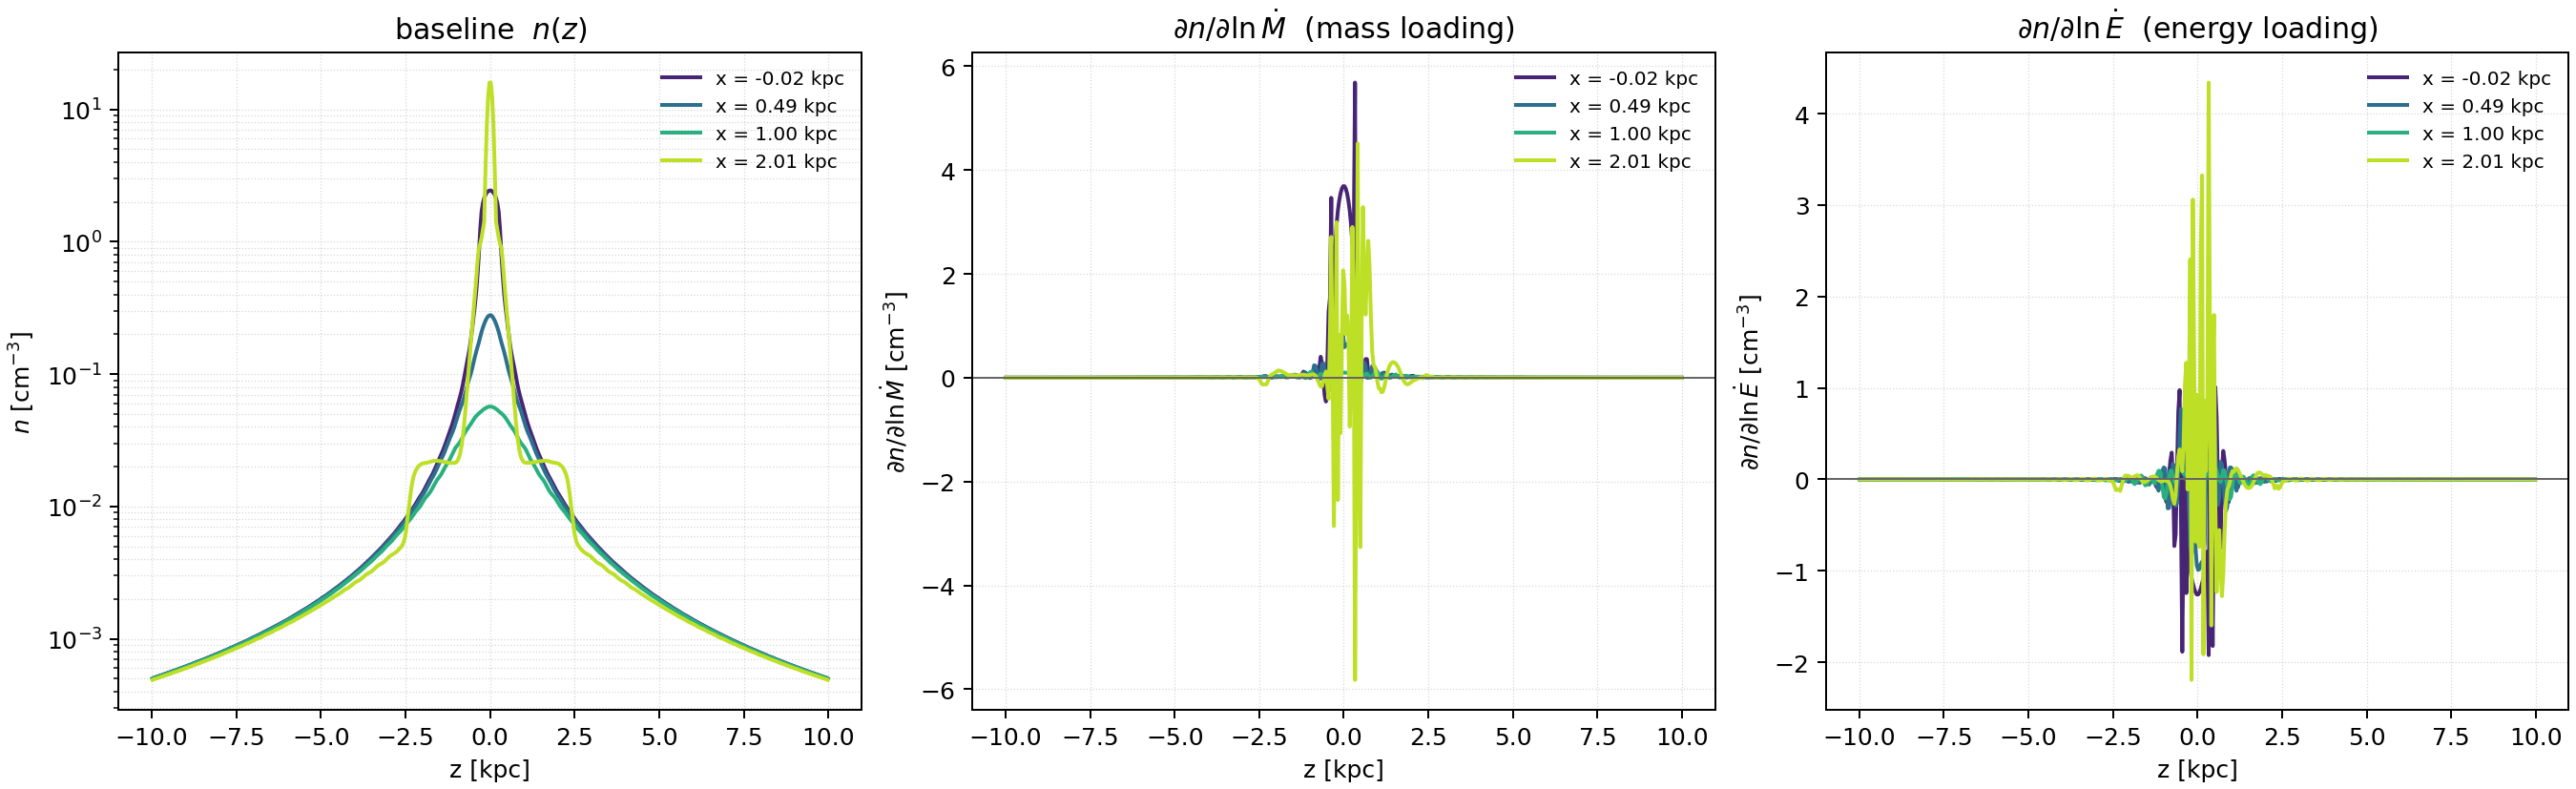 baseline n(z)
n [cm⁻³]
10¹
10⁰
10⁻¹
10⁻²
10⁻³
x = -0.02 kpc
x = 0.49 kpc
x = 1.00 kpc
x = 2.01 kpc
−10.0 −7.5 −5.0 −2.5 0.0 2.5 5.0 7.5 10.0
z [kpc]
∂n/∂ln Ṁ (mass loading)
∂n/∂ln Ṁ [cm⁻³]
6
4
2
0
−2
−4
−6
x = -0.02 kpc
x = 0.49 kpc
x = 1.00 kpc
x = 2.01 kpc
−10.0 −7.5 −5.0 −2.5 0.0 2.5 5.0 7.5 10.0
z [kpc]
∂n/∂ln Ė (energy loading)
∂n/∂ln Ė [cm⁻³]
4
3
2
1
0
−1
−2
x = -0.02 kpc
x = 0.49 kpc
x = 1.00 kpc
x = 2.01 kpc
−10.0 −7.5 −5.0 −2.5 0.0 2.5 5.0 7.5 10.0
z [kpc]